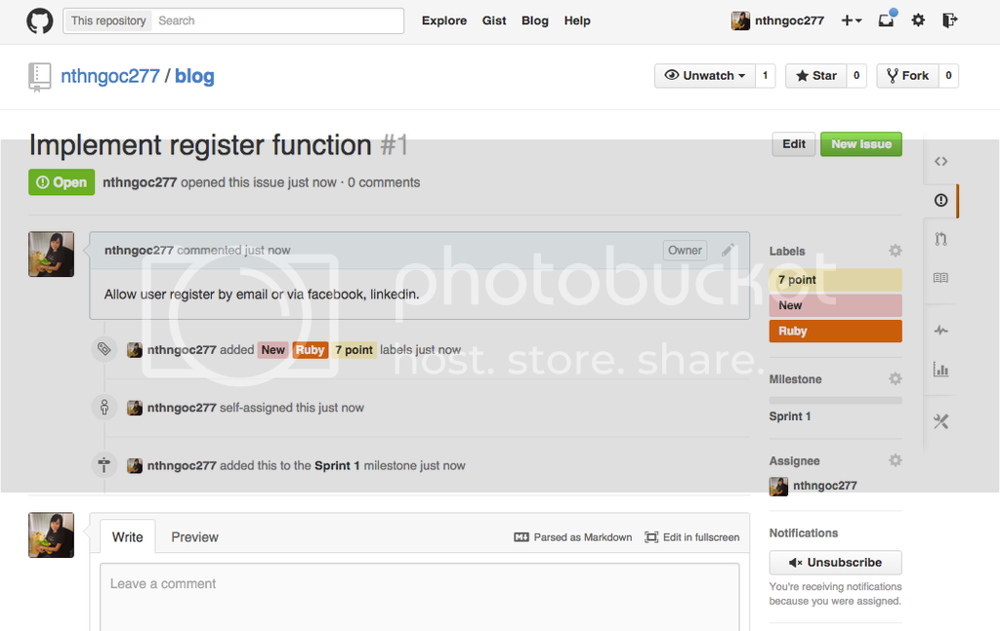 This repository Search Explore Gist Blog Help nthngoc277
nthngoc277 / blog Unwatch 1 Star 0 Fork 0
Implement register function #1 Edit New Issue
Open nthngoc277 opened this issue just now · 0 comments
nthngoc277 commented just now Owner
Allow user register by email or via facebook, linkedin.
nthngoc277 added New Ruby 7 point labels just now
nthngoc277 self-assigned this just now
nthngoc277 added this to the Sprint 1 milestone just now
Labels
7 point
New
Ruby
Milestone
Sprint 1
Assignee
nthngoc277
Write Preview Parsed as Markdown Edit in fullscreen
Leave a comment
Notifications
Unsubscribe
You're receiving notifications
because you were assigned.
photobucket
host. store. share.